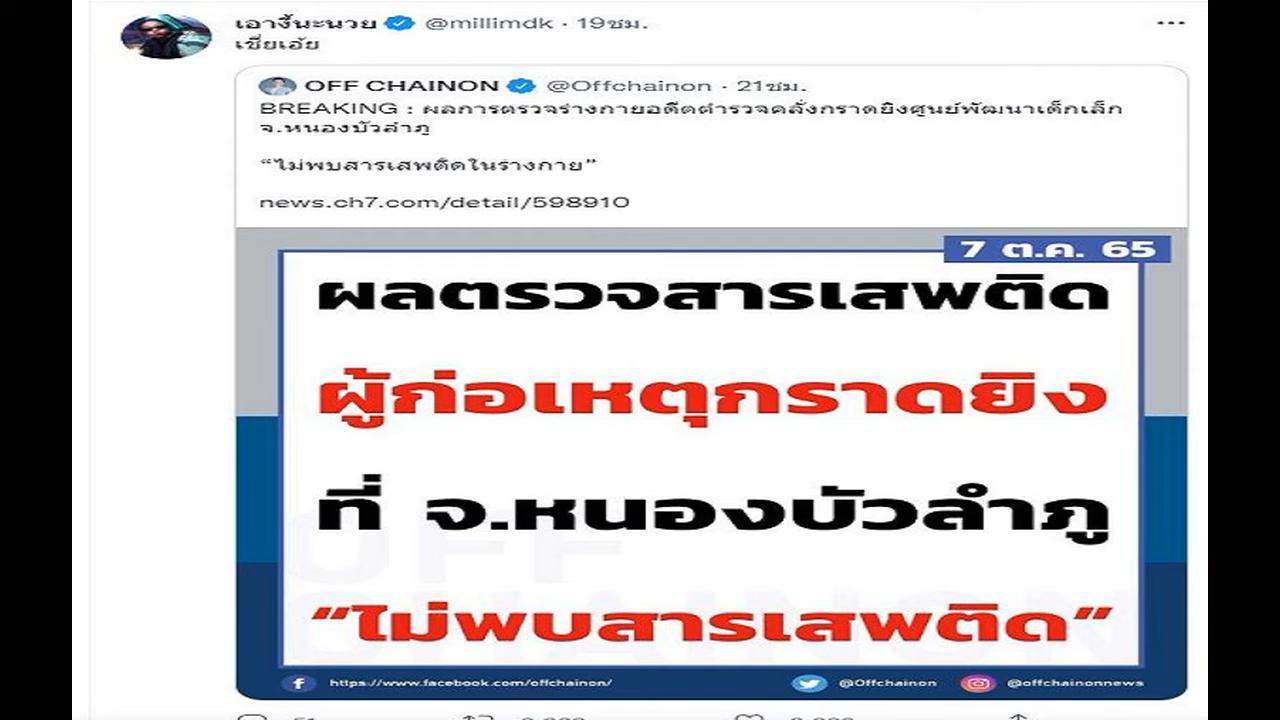 เอางี้นะนวย @millimdk · 19ชม.
เชี่ยเอ้ย
OFF CHAINON @Offchainon · 21ชม.
BREAKING : ผลการตรวจร่างกายอดีตตำรวจคลั่งกราดยิงศูนย์พัฒนาเด็กเล็ก
จ.หนองบัวลำภู
“ไม่พบสารเสพติดในร่างกาย”
news.ch7.com/detail/598910
7 ต.ค. 65
ผลตรวจสารเสพติด
ผู้ก่อเหตุกราดยิง
ที่ จ.หนองบัวลำภู
“ไม่พบสารเสพติด”
OFF
CHAINON
https://www.facebook.com/offchainon/ @Offchainon @offchainonnews